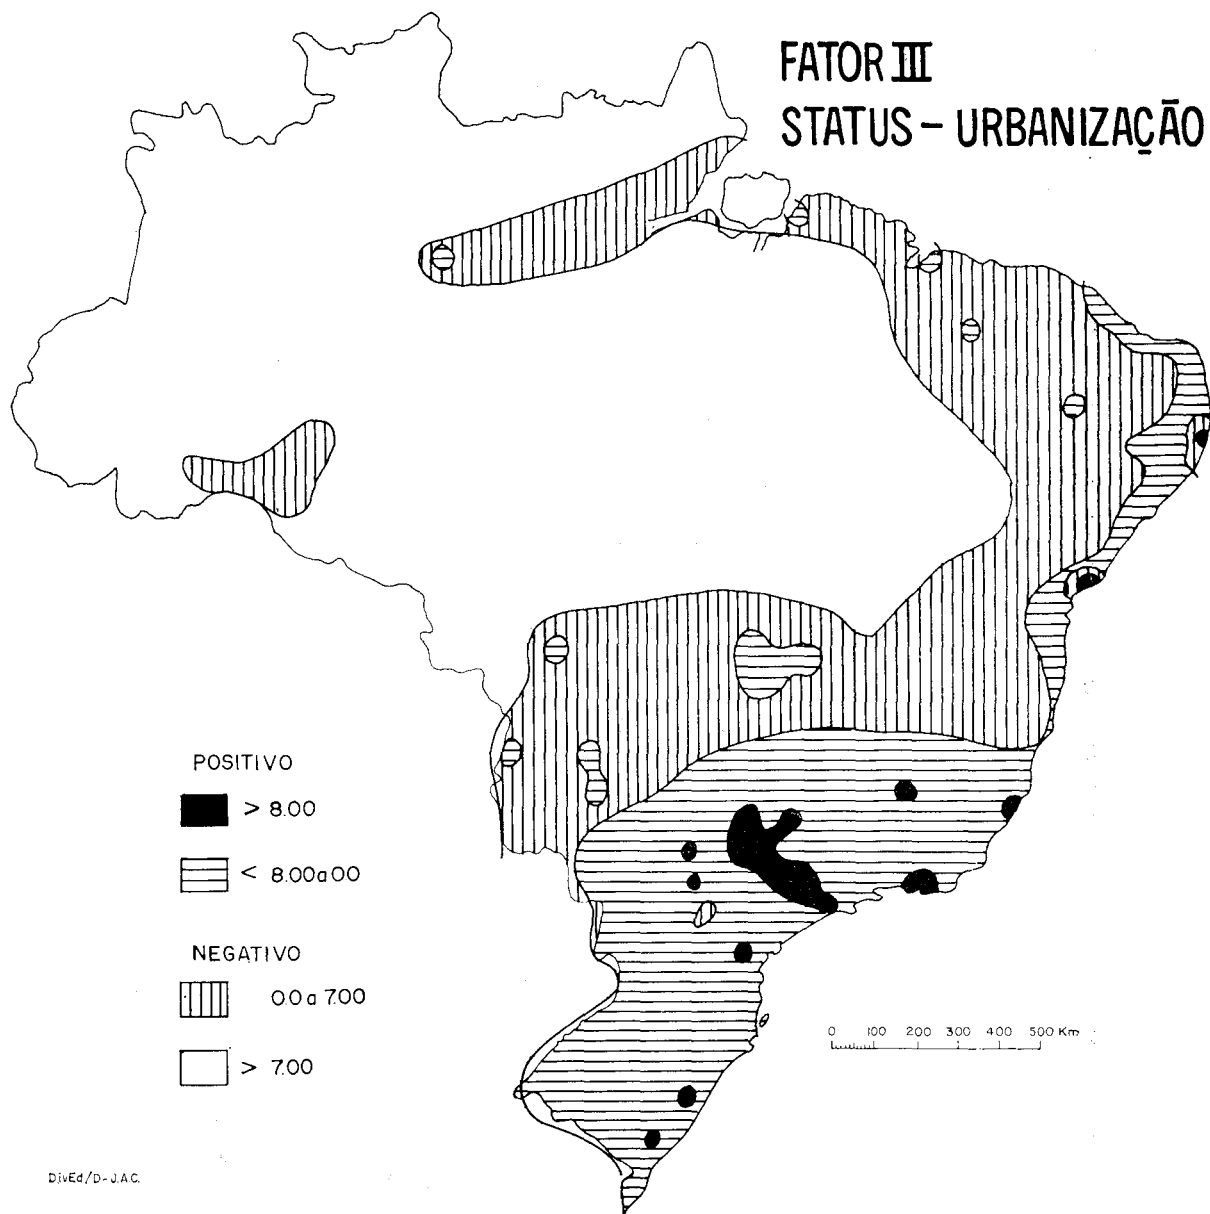 FATOR III
STATUS - URBANIZAÇÃO
POSITIVO
> 8.00
< 8.00 a 00
NEGATIVO
0.0 a 7.00
> 7.00
0 100 200 300 400 500 Km
DivEd/D- J.A.C.